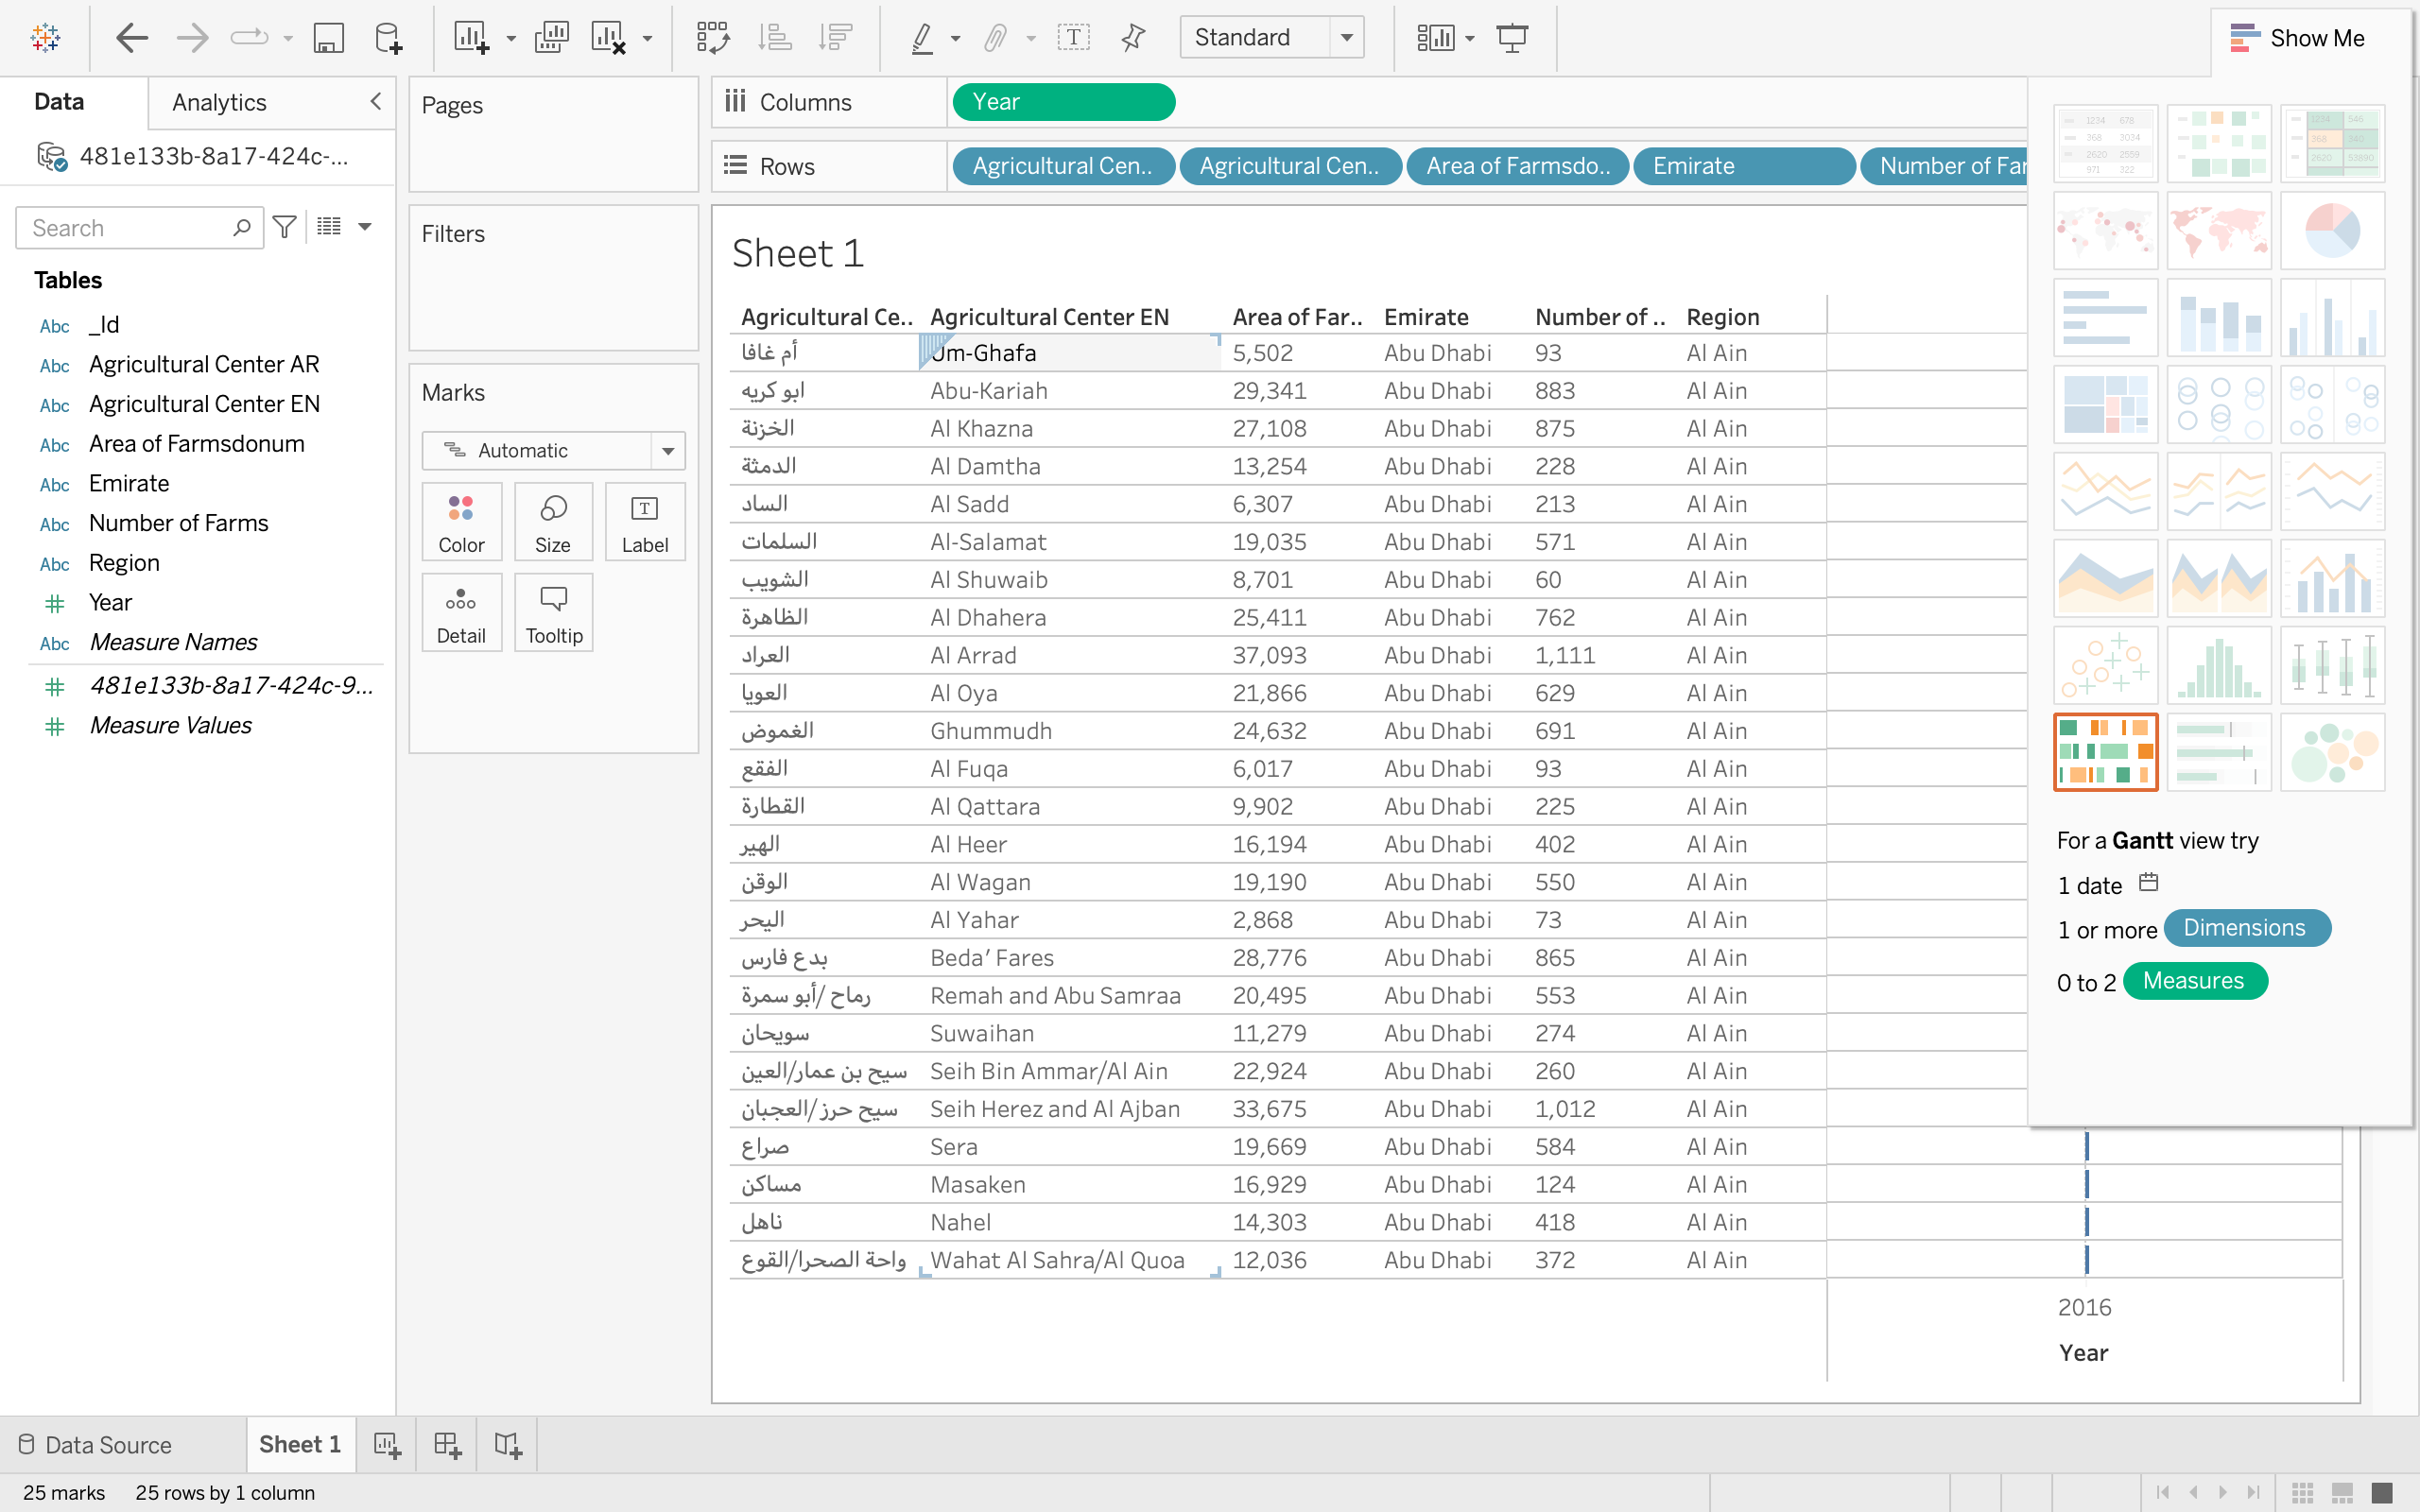 Standard
Show Me
Data
Analytics
481e133b-8a17-424c-...
Search
Tables
Abc _Id
Abc Agricultural Center AR
Abc Agricultural Center EN
Abc Area of Farmsdonum
Abc Emirate
Abc Number of Farms
Abc Region
# Year
Abc Measure Names
# 481e133b-8a17-424c-9...
# Measure Values
Pages
Filters
Marks
Automatic
Color Size T Label
Detail Tooltip
Columns Year
Rows Agricultural Cen.. Agricultural Cen.. Area of Farmsdo.. Emirate Number of Far
Sheet 1
Agricultural Ce.. Agricultural Center EN Area of Far.. Emirate Number of .. Region
أم غافا Um-Ghafa 5,502 Abu Dhabi 93 Al Ain
ابو كريه Abu-Kariah 29,341 Abu Dhabi 883 Al Ain
الخزنة Al Khazna 27,108 Abu Dhabi 875 Al Ain
الدمثة Al Damtha 13,254 Abu Dhabi 228 Al Ain
الساد Al Sadd 6,307 Abu Dhabi 213 Al Ain
السلمات Al-Salamat 19,035 Abu Dhabi 571 Al Ain
الشويب Al Shuwaib 8,701 Abu Dhabi 60 Al Ain
الظاهرة Al Dhahera 25,411 Abu Dhabi 762 Al Ain
العراد Al Arrad 37,093 Abu Dhabi 1,111 Al Ain
العويا Al Oya 21,866 Abu Dhabi 629 Al Ain
الغموض Ghummudh 24,632 Abu Dhabi 691 Al Ain
الفقع Al Fuqa 6,017 Abu Dhabi 93 Al Ain
القطارة Al Qattara 9,902 Abu Dhabi 225 Al Ain
الهير Al Heer 16,194 Abu Dhabi 402 Al Ain
الوقن Al Wagan 19,190 Abu Dhabi 550 Al Ain
اليحر Al Yahar 2,868 Abu Dhabi 73 Al Ain
بدع فارس Beda’ Fares 28,776 Abu Dhabi 865 Al Ain
رماح /أبو سمرة Remah and Abu Samraa 20,495 Abu Dhabi 553 Al Ain
سويحان Suwaihan 11,279 Abu Dhabi 274 Al Ain
سيح بن عمار/العين Seih Bin Ammar/Al Ain 22,924 Abu Dhabi 260 Al Ain
سيح حرز/العجبان Seih Herez and Al Ajban 33,675 Abu Dhabi 1,012 Al Ain
صراع Sera 19,669 Abu Dhabi 584 Al Ain
مساكن Masaken 16,929 Abu Dhabi 124 Al Ain
ناهل Nahel 14,303 Abu Dhabi 418 Al Ain
واحة الصحرا/القوع Wahat Al Sahra/Al Quoa 12,036 Abu Dhabi 372 Al Ain
2016
Year
1234 678
368 3034
2620 2559
971 322
1234 546
368 340
2620 53890
For a Gantt view try
1 date
1 or more Dimensions
0 to 2 Measures
Data Source Sheet 1
25 marks 25 rows by 1 column